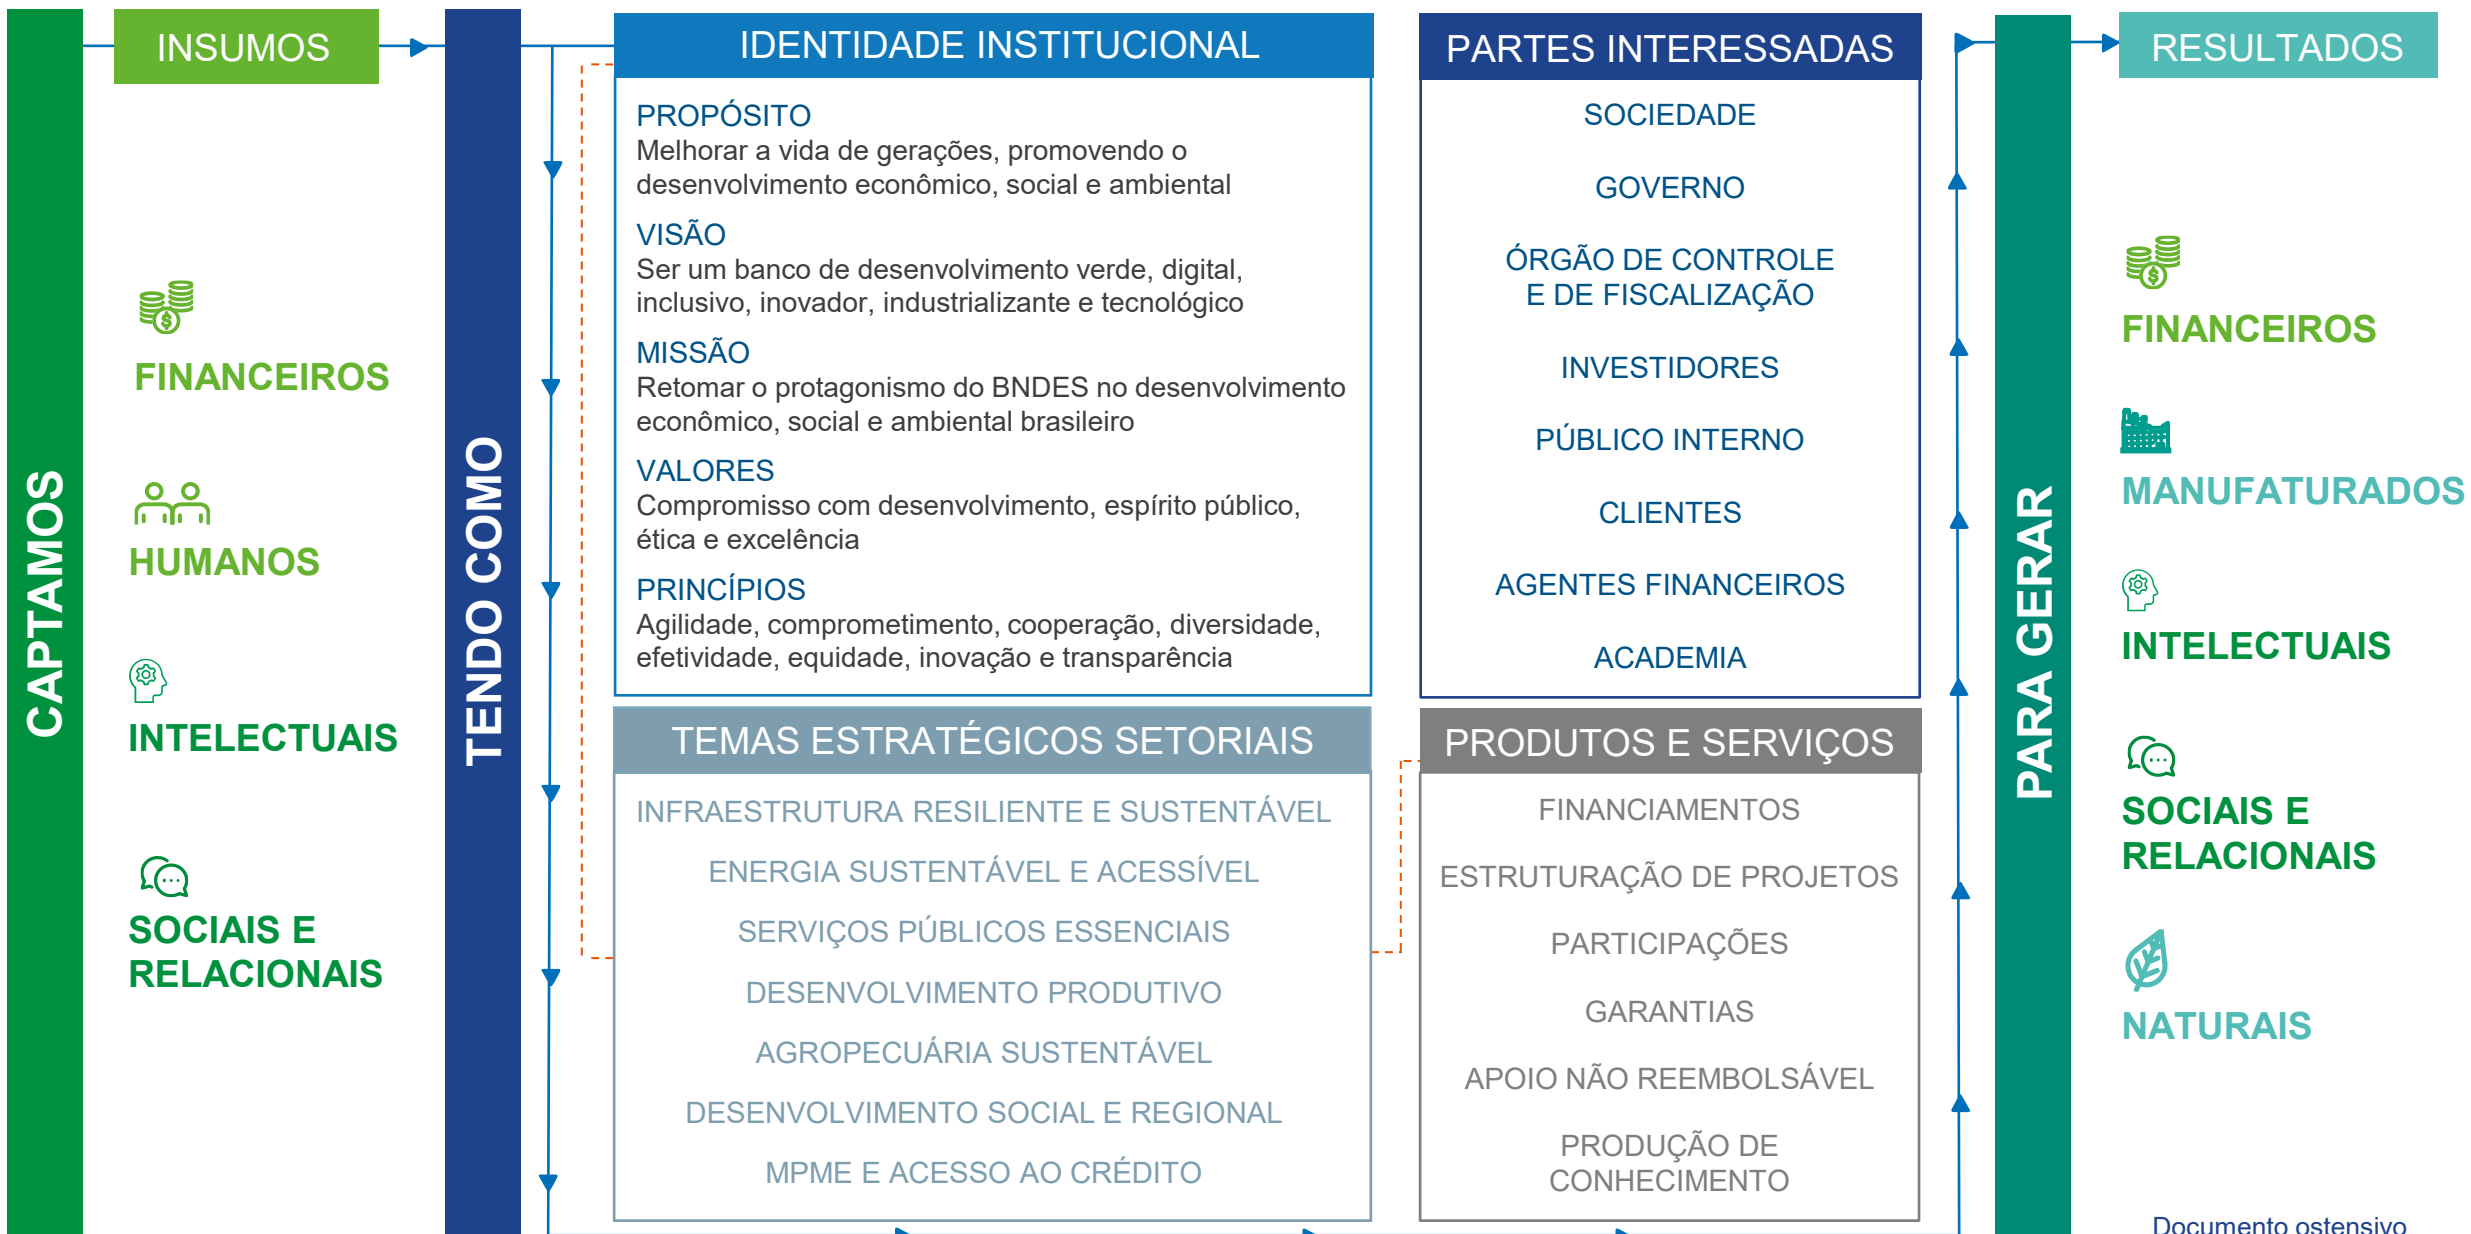 CAPTAMOS
INSUMOS
FINANCEIROS
HUMANOS
INTELECTUAIS
SOCIAIS E
RELACIONAIS
TENDO COMO
IDENTIDADE INSTITUCIONAL
PROPÓSITO
Melhorar a vida de gerações, promovendo o
desenvolvimento econômico, social e ambiental
VISÃO
Ser um banco de desenvolvimento verde, digital,
inclusivo, inovador, industrializante e tecnológico
MISSÃO
Retomar o protagonismo do BNDES no desenvolvimento
econômico, social e ambiental brasileiro
VALORES
Compromisso com desenvolvimento, espírito público,
ética e excelência
PRINCÍPIOS
Agilidade, comprometimento, cooperação, diversidade,
efetividade, equidade, inovação e transparência
PARTES INTERESSADAS
SOCIEDADE
GOVERNO
ÓRGÃO DE CONTROLE
E DE FISCALIZAÇÃO
INVESTIDORES
PÚBLICO INTERNO
CLIENTES
AGENTES FINANCEIROS
ACADEMIA
TEMAS ESTRATÉGICOS SETORIAIS
INFRAESTRUTURA RESILIENTE E SUSTENTÁVEL
ENERGIA SUSTENTÁVEL E ACESSÍVEL
SERVIÇOS PÚBLICOS ESSENCIAIS
DESENVOLVIMENTO PRODUTIVO
AGROPECUÁRIA SUSTENTÁVEL
DESENVOLVIMENTO SOCIAL E REGIONAL
MPME E ACESSO AO CRÉDITO
PRODUTOS E SERVIÇOS
FINANCIAMENTOS
ESTRUTURAÇÃO DE PROJETOS
PARTICIPAÇÕES
GARANTIAS
APOIO NÃO REEMBOLSÁVEL
PRODUÇÃO DE
CONHECIMENTO
PARA GERAR
RESULTADOS
FINANCEIROS
MANUFATURADOS
INTELECTUAIS
SOCIAIS E
RELACIONAIS
NATURAIS
Documento ostensivo